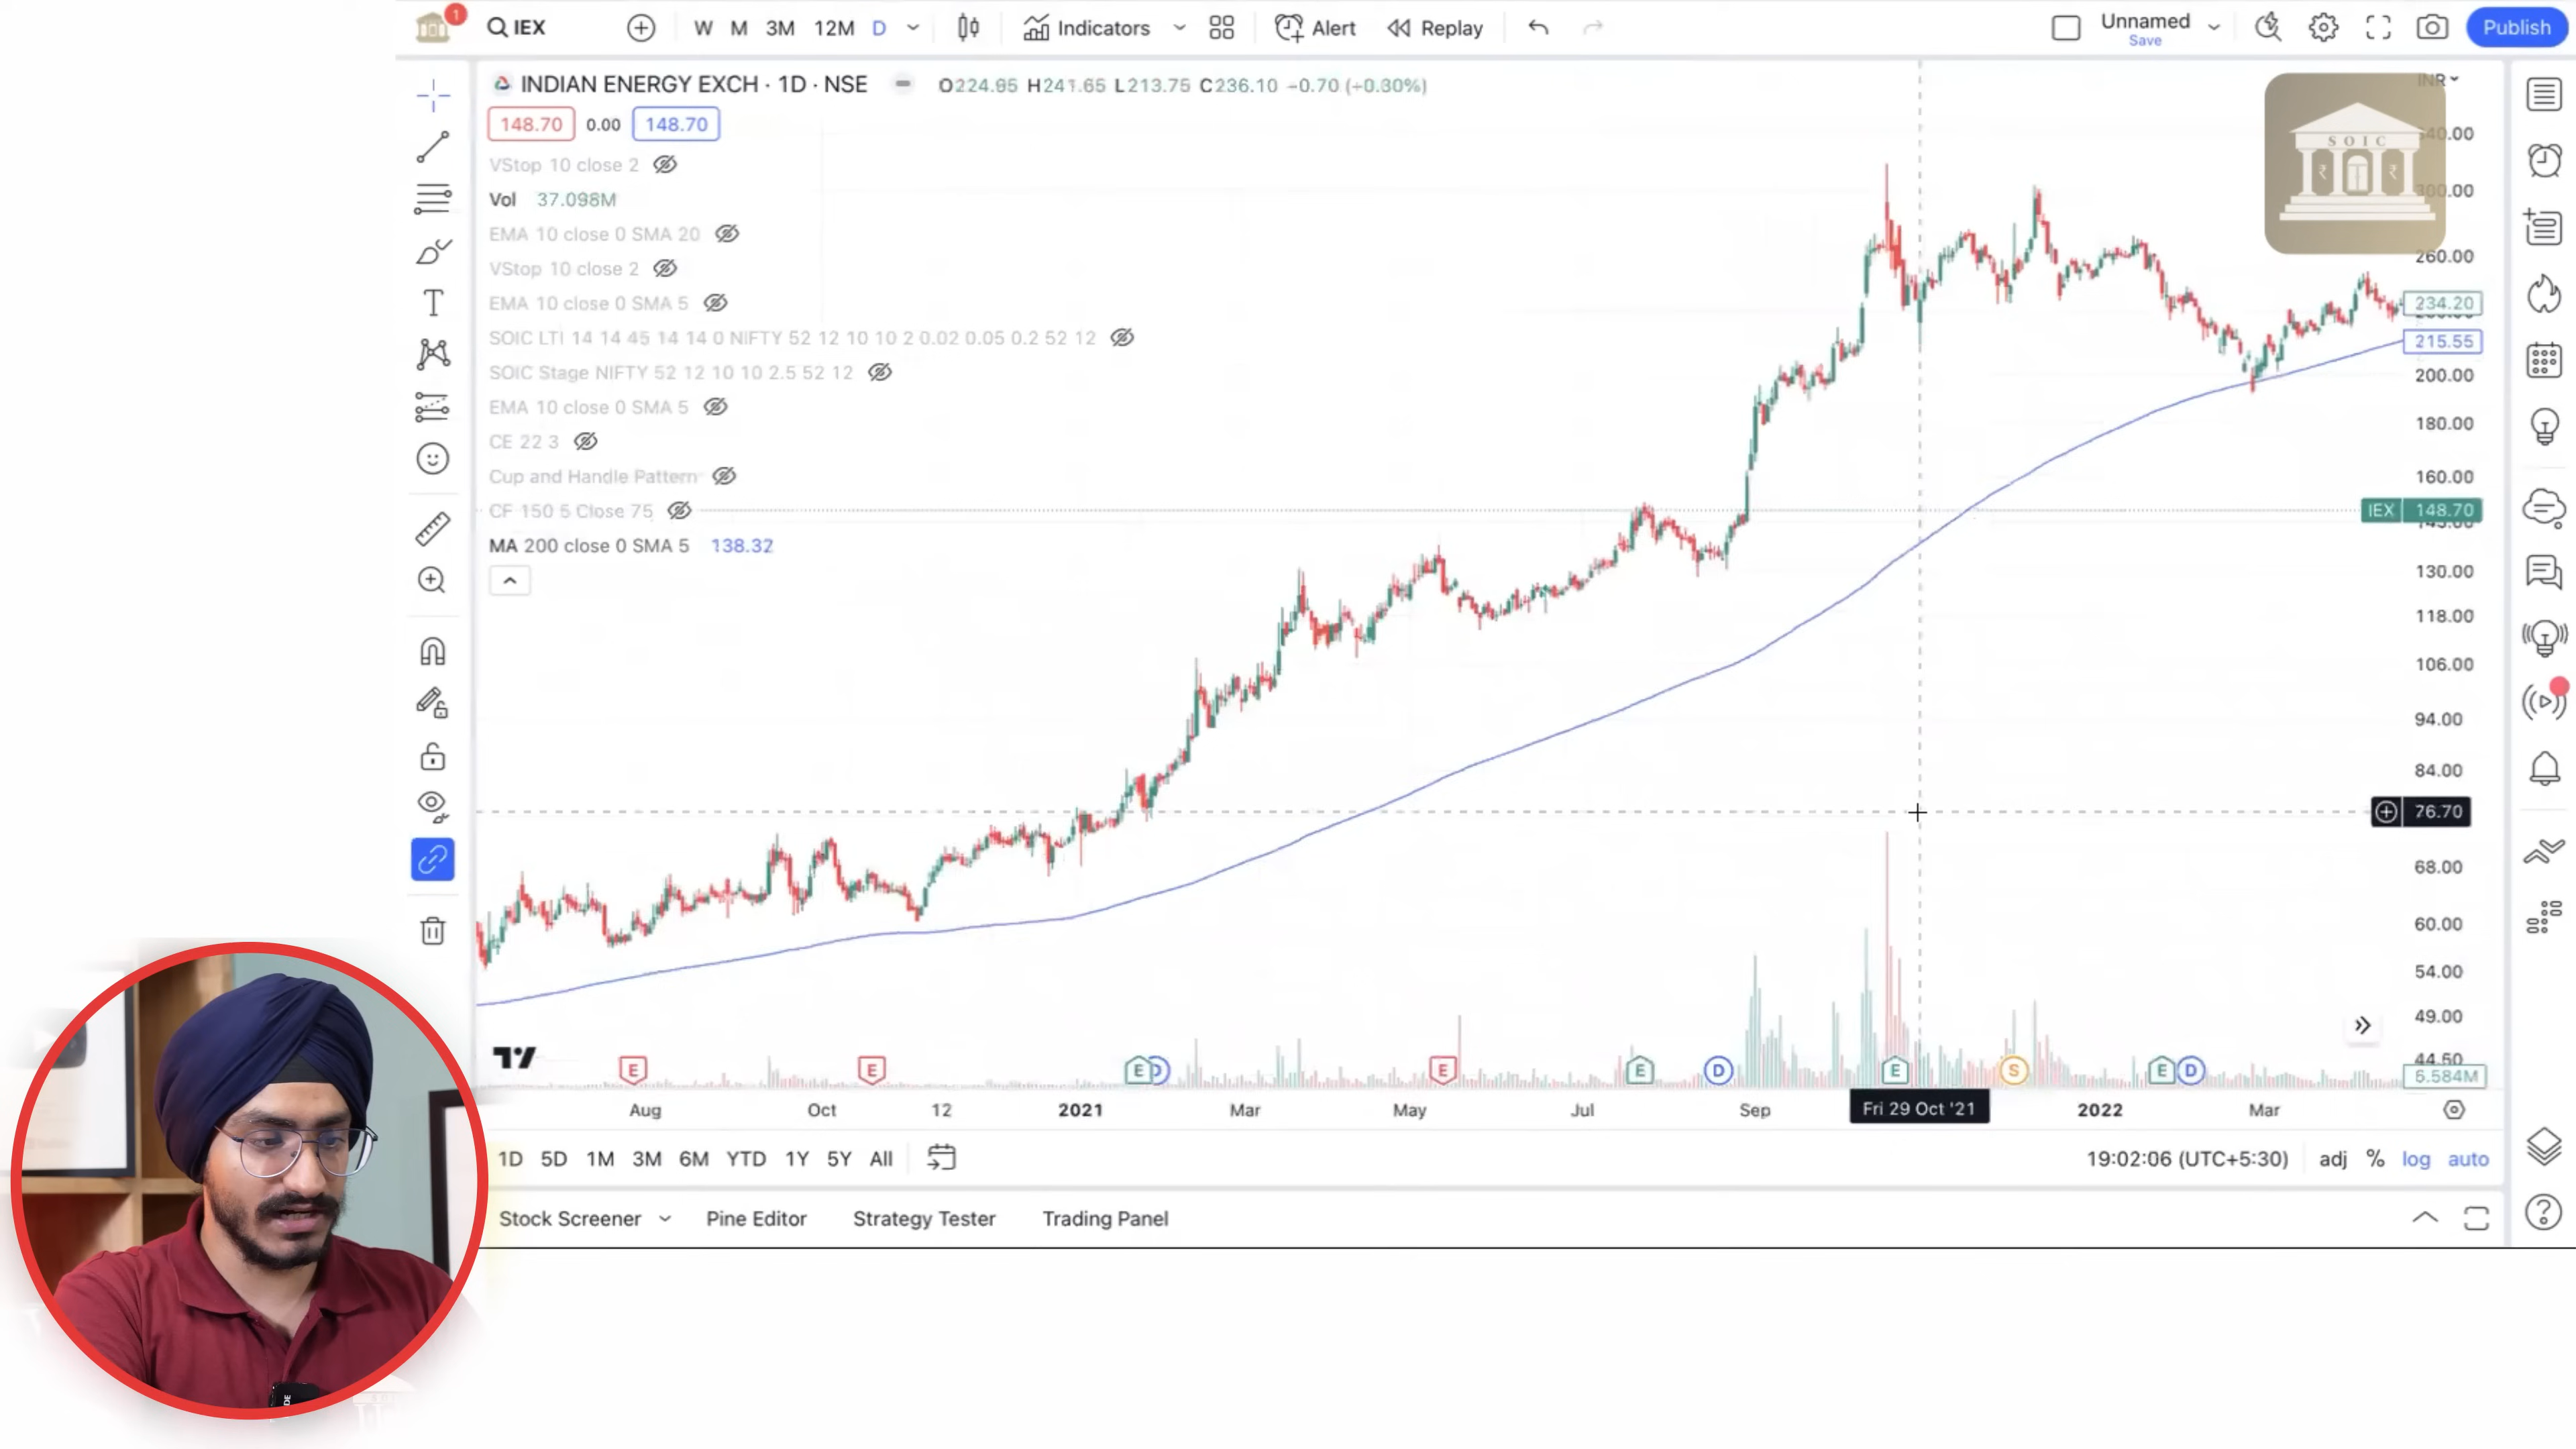 1
IEX
W M 3M 12M D
Indicators
Alert
Replay
Unnamed
Save
Publish
INDIAN ENERGY EXCH · 1D · NSE
O224.95 H241.65 L213.75 C236.10 −0.70 (−0.30%)
INR
148.70 0.00 148.70
SOIC
VStop 10 close 2
Vol 37.098M
EMA 10 close 0 SMA 20
VStop 10 close 2
EMA 10 close 0 SMA 5
SOIC LTI 14 14 45 14 14 0 NIFTY 52 12 10 10 2 0.02 0.05 0.2 52 12
SOIC Stage NIFTY 52 12 10 10 2.5 52 12
EMA 10 close 0 SMA 5
CE 22 3
Cup and Handle Pattern
CF 150 5 Close 75
MA 200 close 0 SMA 5 138.32
300.00
260.00
234.20
215.55
200.00
180.00
160.00
IEX 148.70
130.00
118.00
106.00
94.00
84.00
76.70
68.00
60.00
54.00
49.00
44.50
6.584M
E E E D E E D E S E D
Aug Oct 12 2021 Mar May Jul Sep Fri 29 Oct '21 2022 Mar
1D 5D 1M 3M 6M YTD 1Y 5Y All
19:02:06 (UTC+5:30) adj % log auto
Stock Screener Pine Editor Strategy Tester Trading Panel